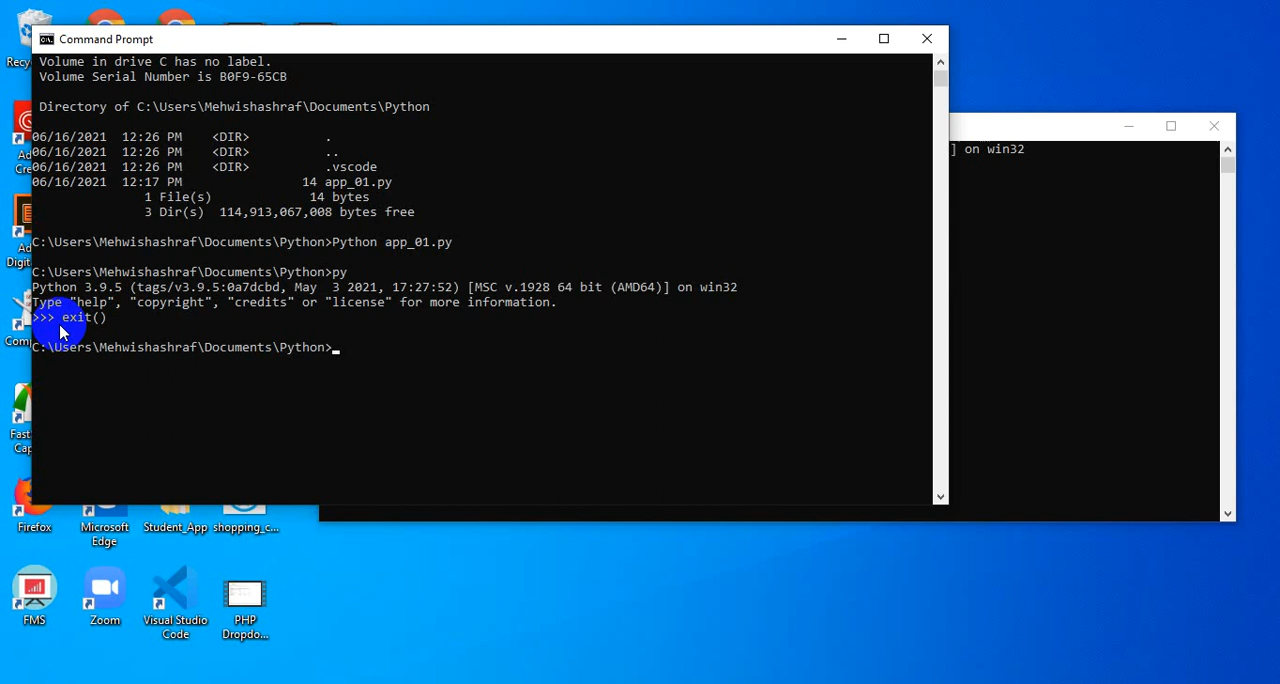 Command Prompt
Volume in drive C has no label.
Volume Serial Number is B0F9-65CB
Directory of C:\Users\Mehwishashraf\Documents\Python
06/16/2021 12:26 PM <DIR> .
06/16/2021 12:26 PM <DIR> ..
06/16/2021 12:26 PM <DIR> .vscode
06/16/2021 12:17 PM 14 app_01.py
1 File(s) 14 bytes
3 Dir(s) 114,913,067,008 bytes free
C:\Users\Mehwishashraf\Documents\Python>Python app_01.py
C:\Users\Mehwishashraf\Documents\Python>py
Python 3.9.5 (tags/v3.9.5:0a7dcbd, May 3 2021, 17:27:52) [MSC v.1928 64 bit (AMD64)] on win32
Type "help", "copyright", "credits" or "license" for more information.
>>> exit()
C:\Users\Mehwishashraf\Documents\Python>
] on win32
Firefox
Microsoft Edge
Student_App
shopping_c...
FMS
Zoom
Visual Studio Code
PHP Dropdo...